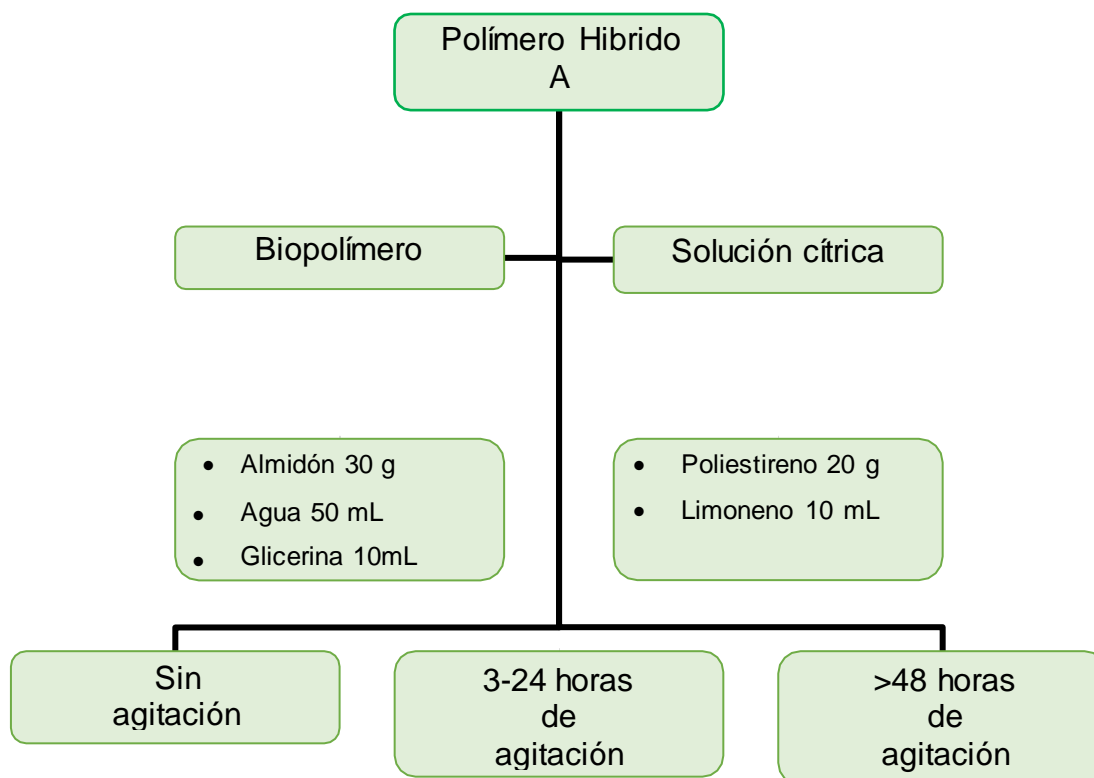 Polímero Hibrido
A
Biopolímero
Solución cítrica
• Almidón 30 g
• Agua 50 mL
• Glicerina 10mL
• Poliestireno 20 g
• Limoneno 10 mL
Sin
agitación
3-24 horas
de
agitación
>48 horas
de
agitación